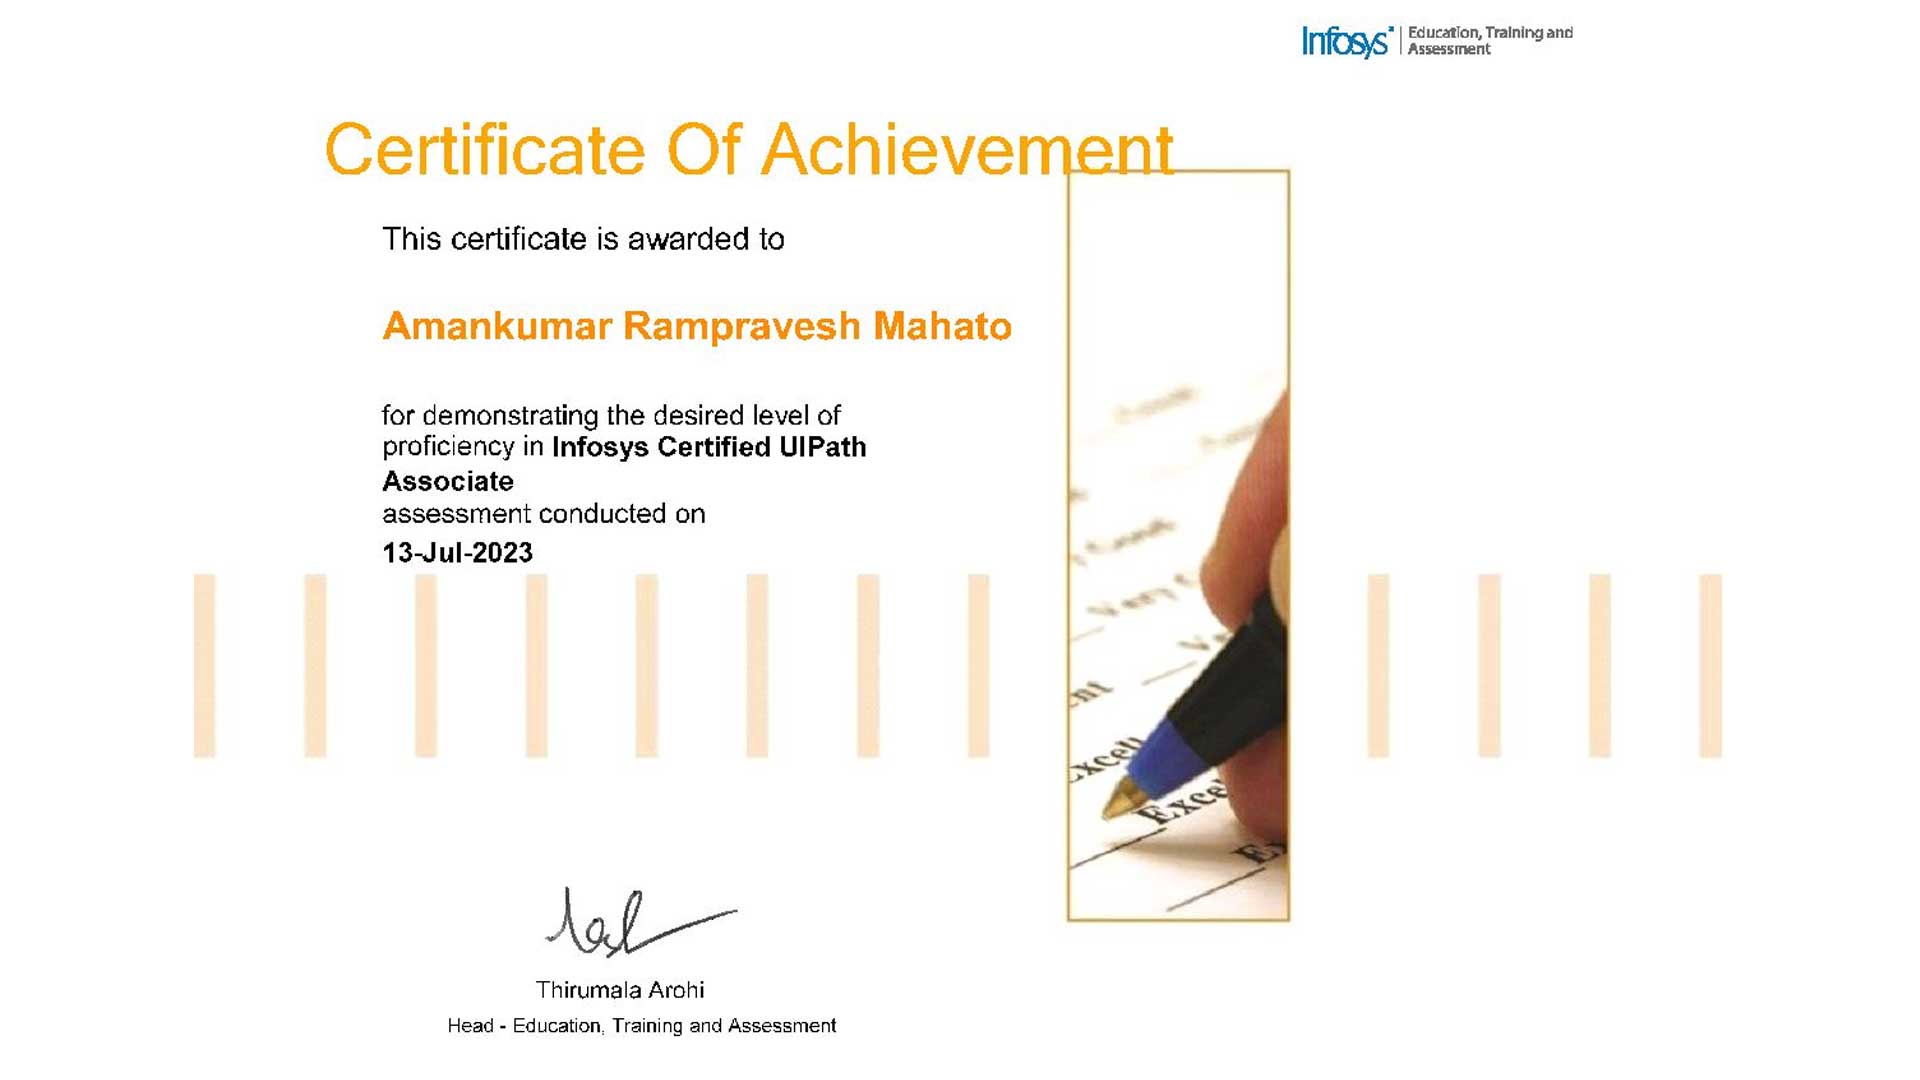 Infosys | Education, Training and
Assessment
Certificate Of Achievement
This certificate is awarded to
Amankumar Rampravesh Mahato
for demonstrating the desired level of
proficiency in Infosys Certified UIPath
Associate
assessment conducted on
13-Jul-2023
Thirumala Arohi
Head - Education, Training and Assessment